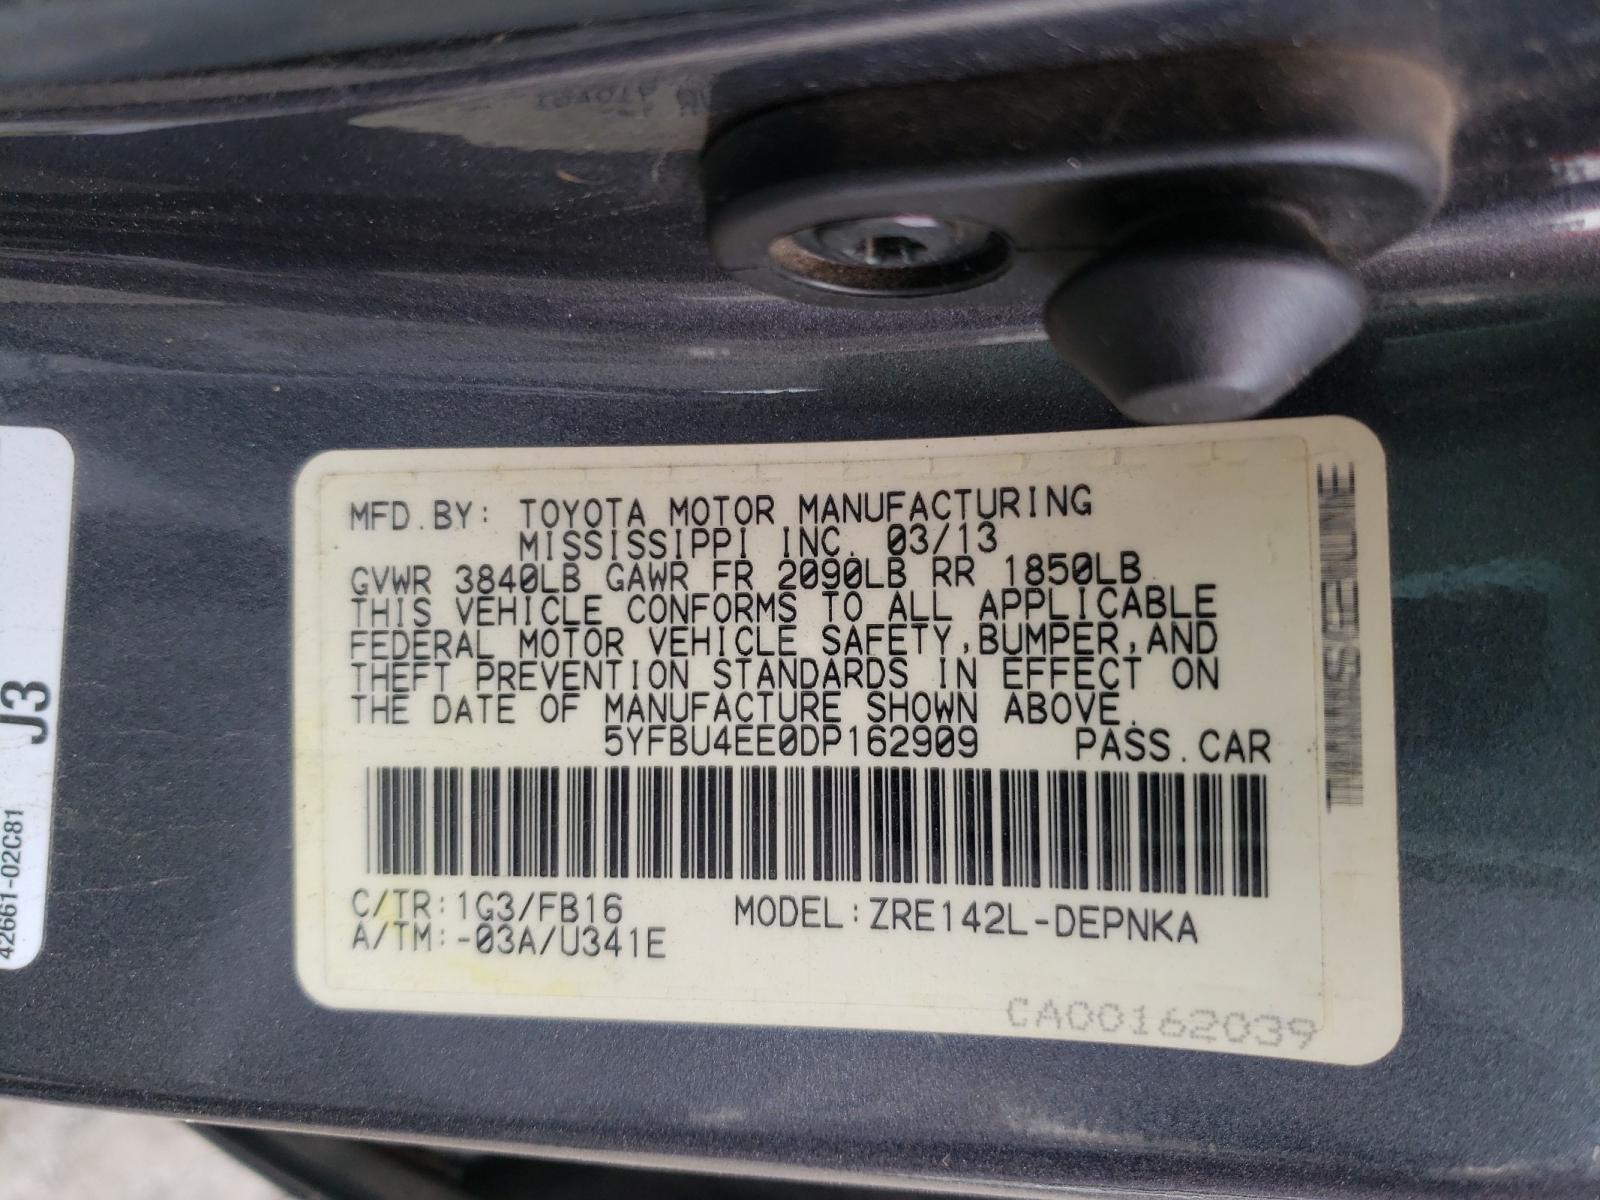 MFD.BY: TOYOTA MOTOR MANUFACTURING
MISSISSIPPI INC. 03/13
GVWR 3840LB GAWR FR 2090LB RR 1850LB
THIS VEHICLE CONFORMS TO ALL APPLICABLE
FEDERAL MOTOR VEHICLE SAFETY,BUMPER,AND
THEFT PREVENTION STANDARDS IN EFFECT ON
THE DATE OF MANUFACTURE SHOWN ABOVE.
5YFBU4EE0DP162909 PASS.CAR
C/TR:1G3/FB16 MODEL:ZRE142L-DEPNKA
A/TM:-03A/U341E
CA00162039
J3
42661-02C81